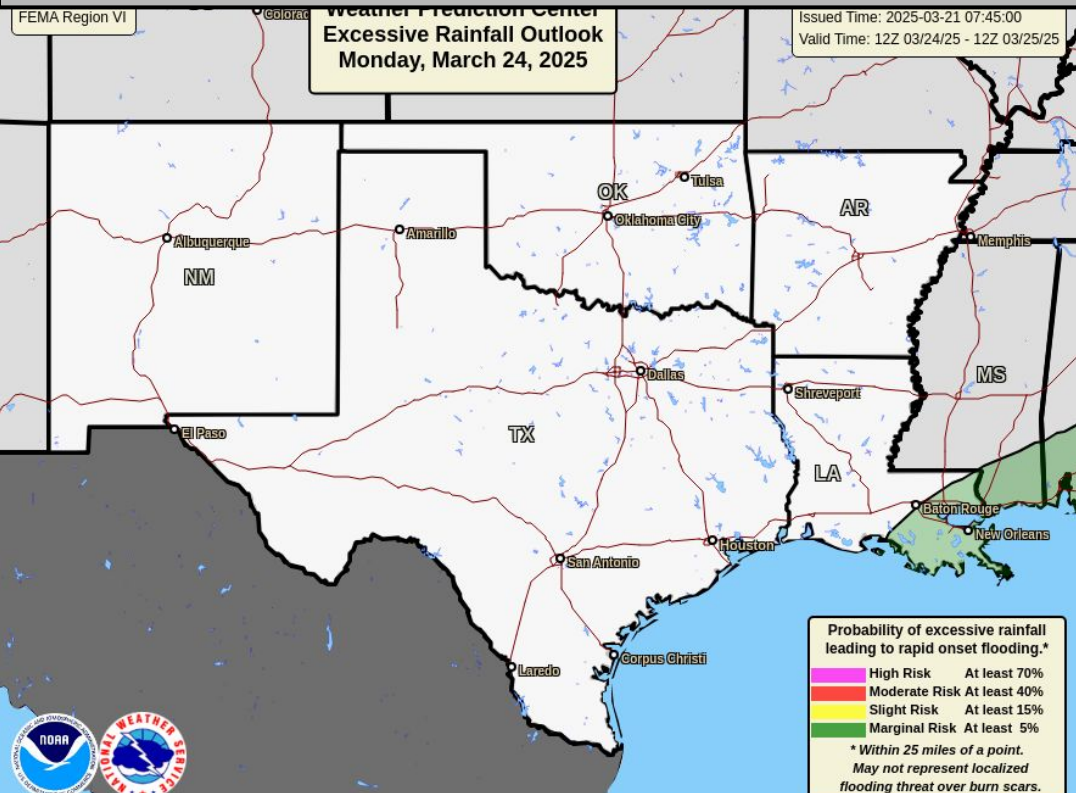 FEMA Region VI
Weather Prediction Center
Excessive Rainfall Outlook
Monday, March 24, 2025
Issued Time: 2025-03-21 07:45:00
Valid Time: 12Z 03/24/25 - 12Z 03/25/25
Colorad
Tulsa
OK
AR
Oklahoma City
Amarillo
Albuquerque
Memphis
NM
Dallas
MS
Shreveport
El Paso
TX
LA
Baton Rouge
New Orleans
Houston
San Antonio
Corpus Christi
Laredo
Probability of excessive rainfall
leading to rapid onset flooding.*
High Risk At least 70%
Moderate Risk At least 40%
Slight Risk At least 15%
Marginal Risk At least 5%
* Within 25 miles of a point.
May not represent localized
flooding threat over burn scars.
NOAA
NATIONAL WEATHER SERVICE